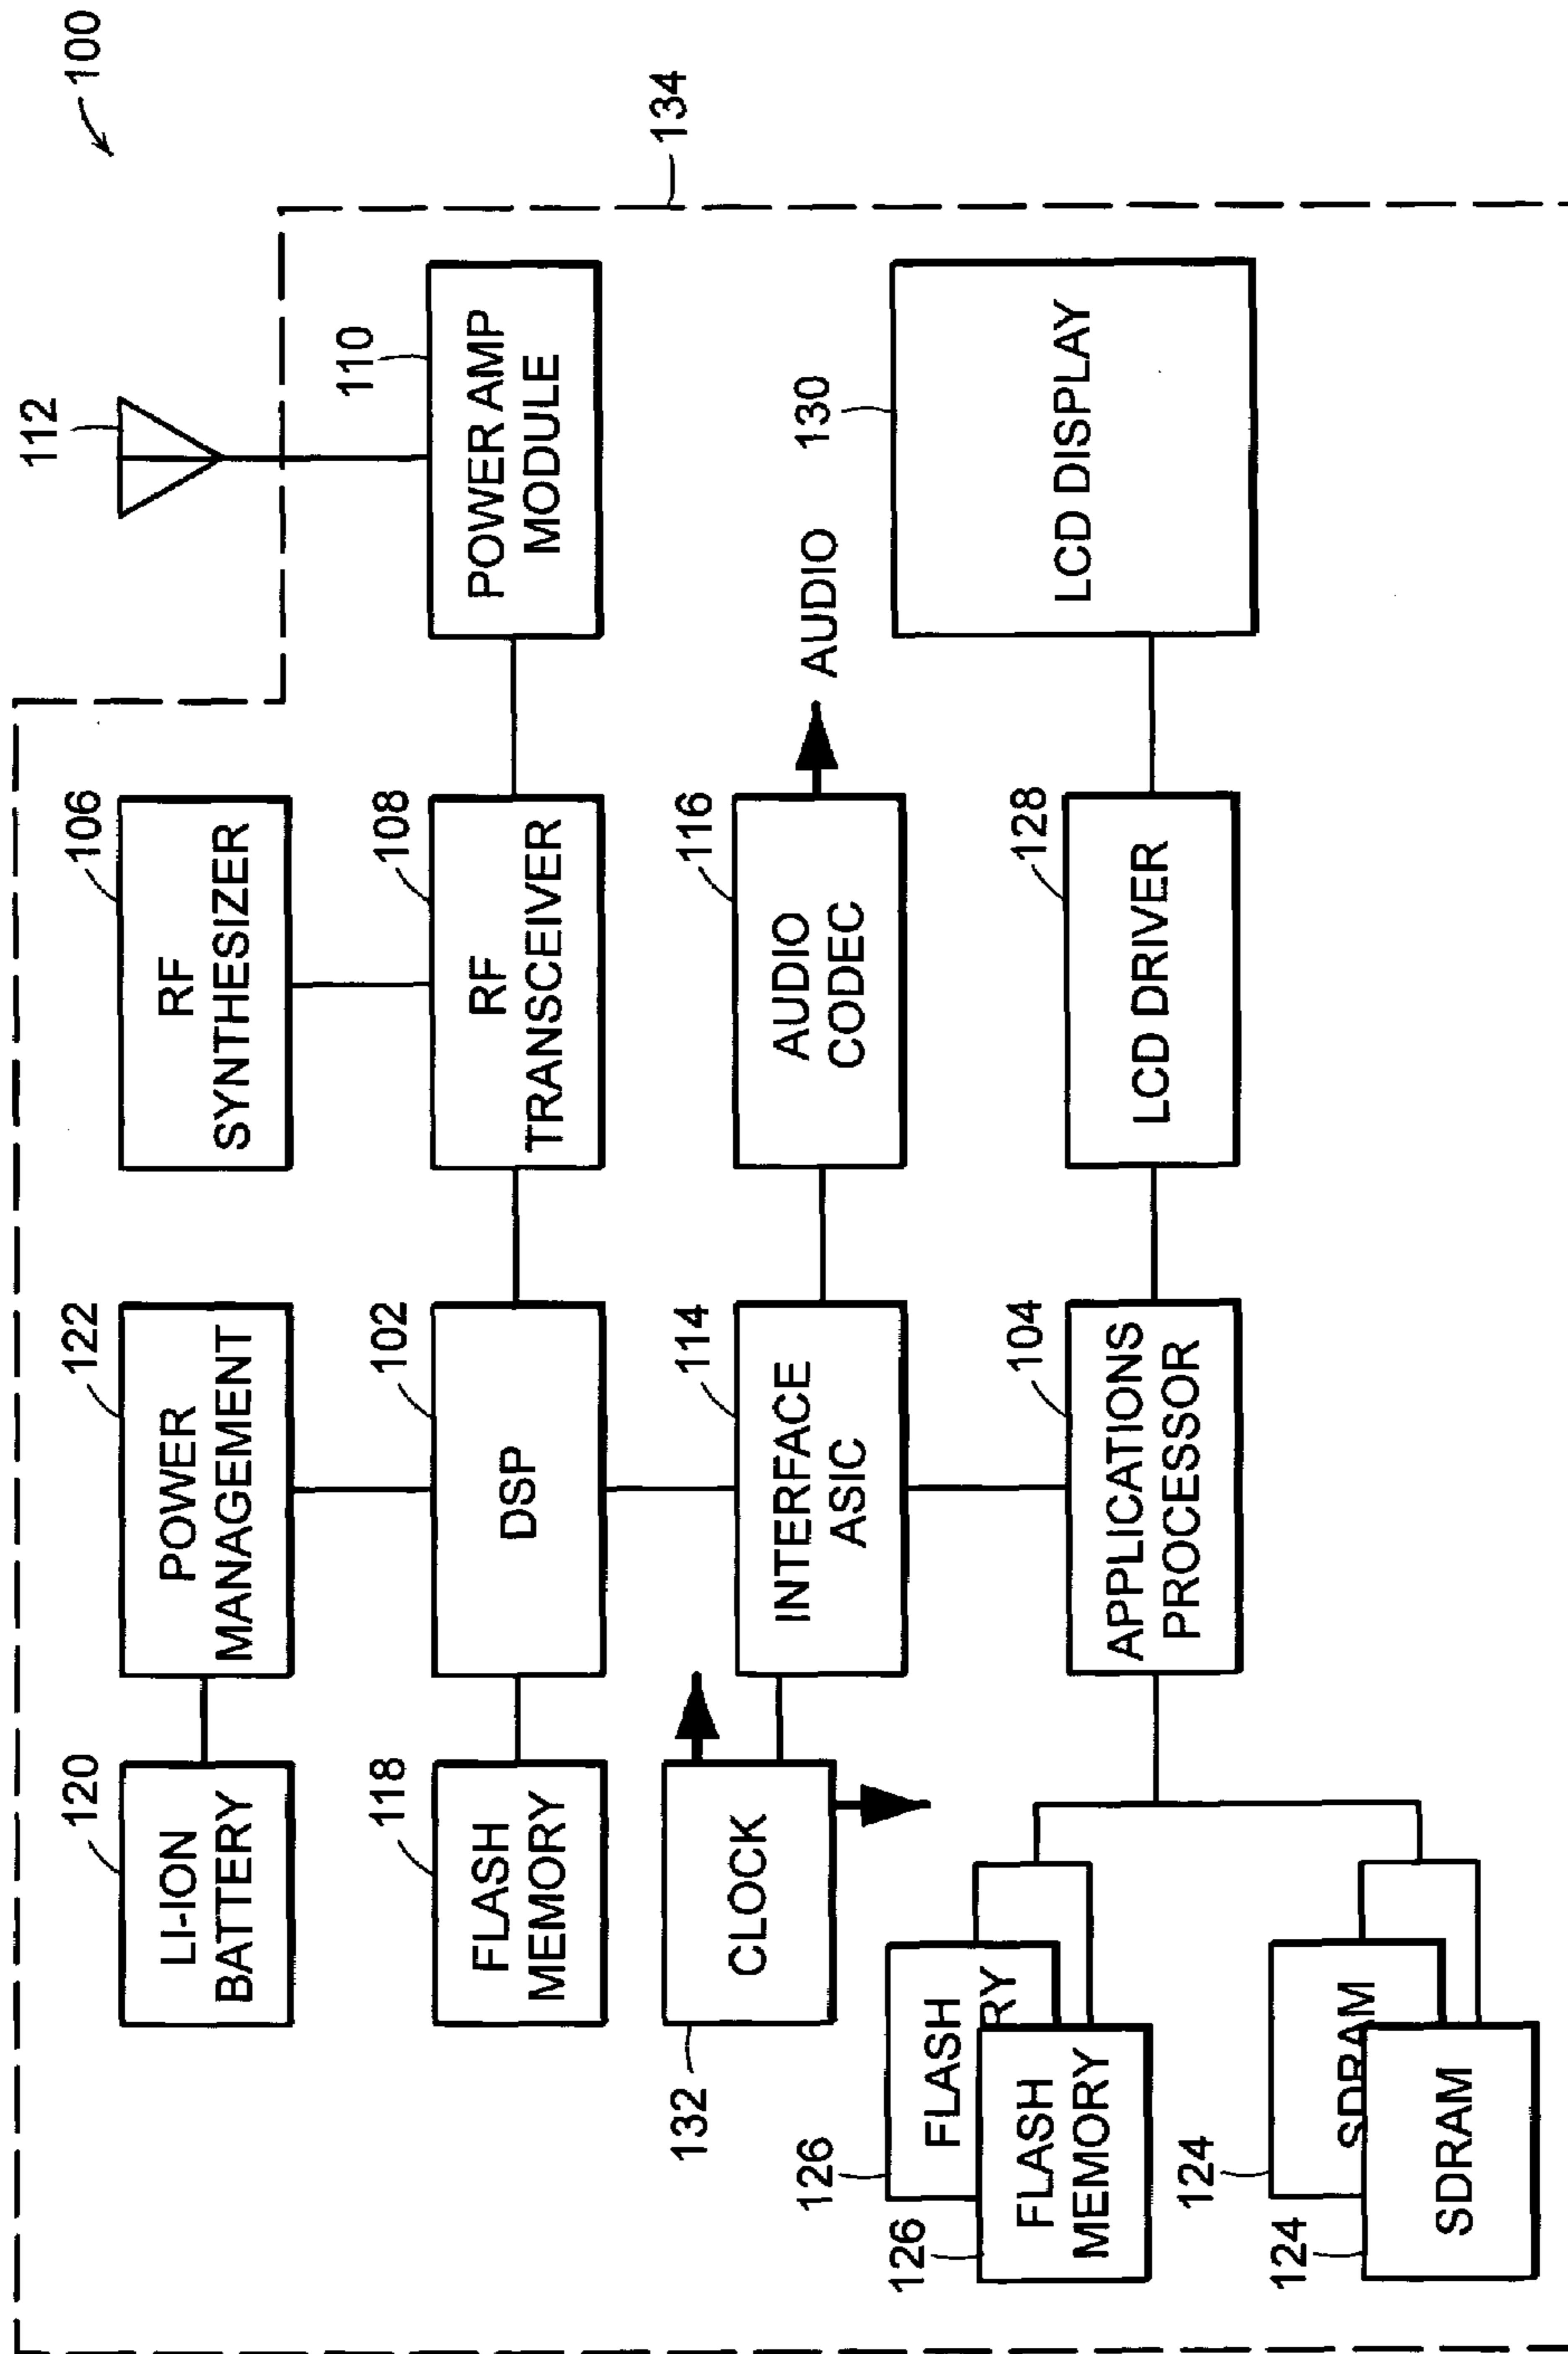 100
112
120
LI-ION
BATTERY
122
POWER
MANAGEMENT
106
RF
SYNTHESIZER
118
FLASH
MEMORY
102
DSP
108
RF
TRANSCEIVER
110
POWER AMP
MODULE
134
132
CLOCK
114
INTERFACE
ASIC
116
AUDIO
CODEC
AUDIO
126
FLASH
RY
126
FLASH
MEMORY
104
APPLICATIONS
PROCESSOR
128
LCD DRIVER
130
LCD DISPLAY
124
SDRAM
124
SDRAM